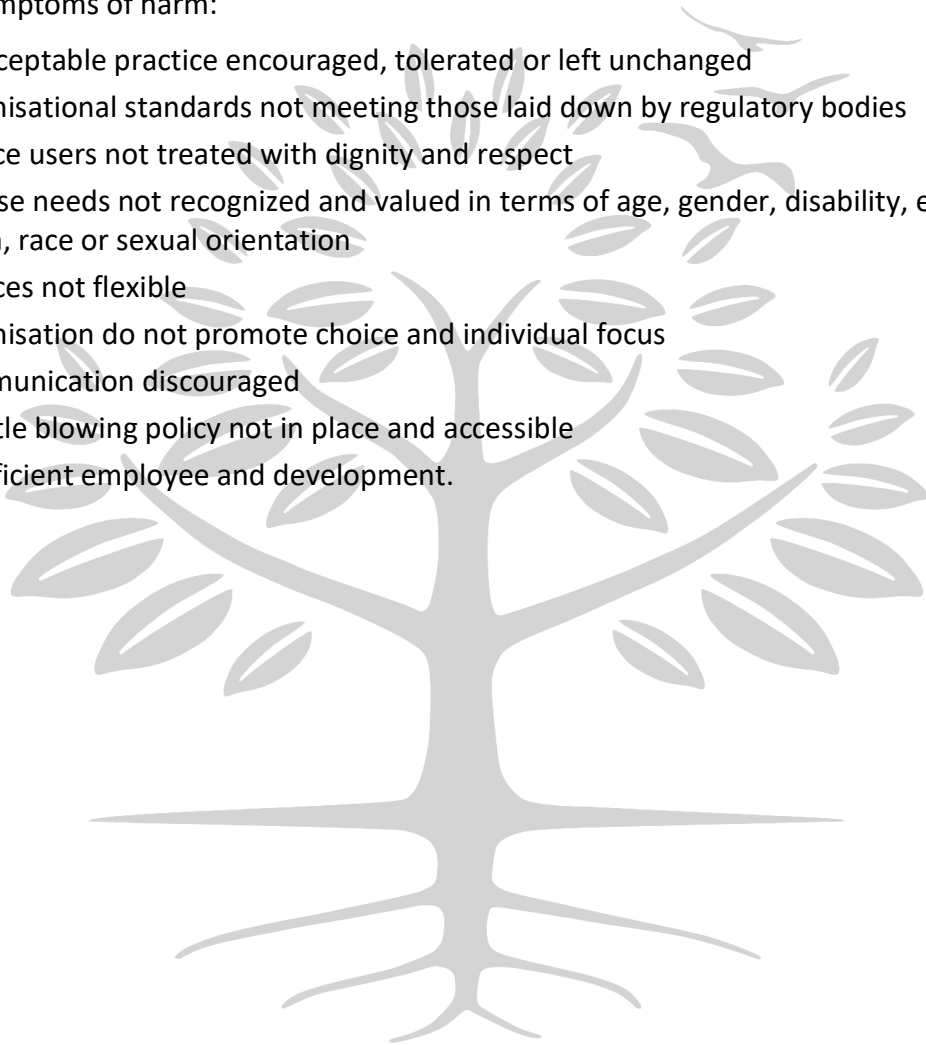 mptoms of harm:
ceptable practice encouraged, tolerated or left unchanged
nisational standards not meeting those laid down by regulatory bodies
ce users not treated with dignity and respect
se needs not recognized and valued in terms of age, gender, disability, e
, race or sexual orientation
ces not flexible
nisation do not promote choice and individual focus
munication discouraged
tle blowing policy not in place and accessible
ficient employee and development.